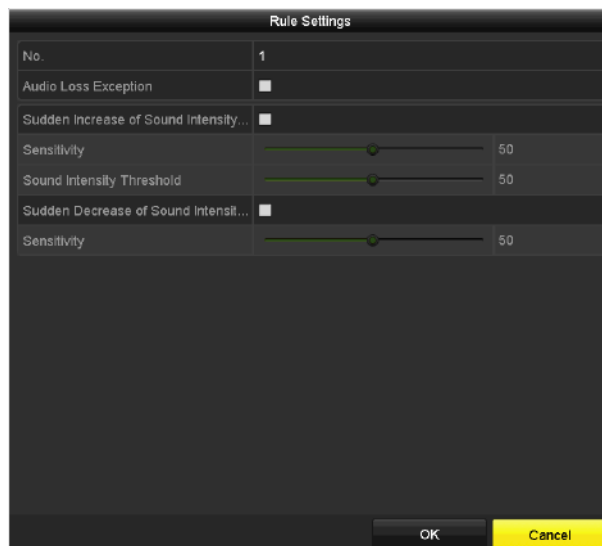 Rule Settings
No. 1
Audio Loss Exception
Sudden Increase of Sound Intensity...
Sensitivity 50
Sound Intensity Threshold 50
Sudden Decrease of Sound Intensit...
Sensitivity 50
OK Cancel